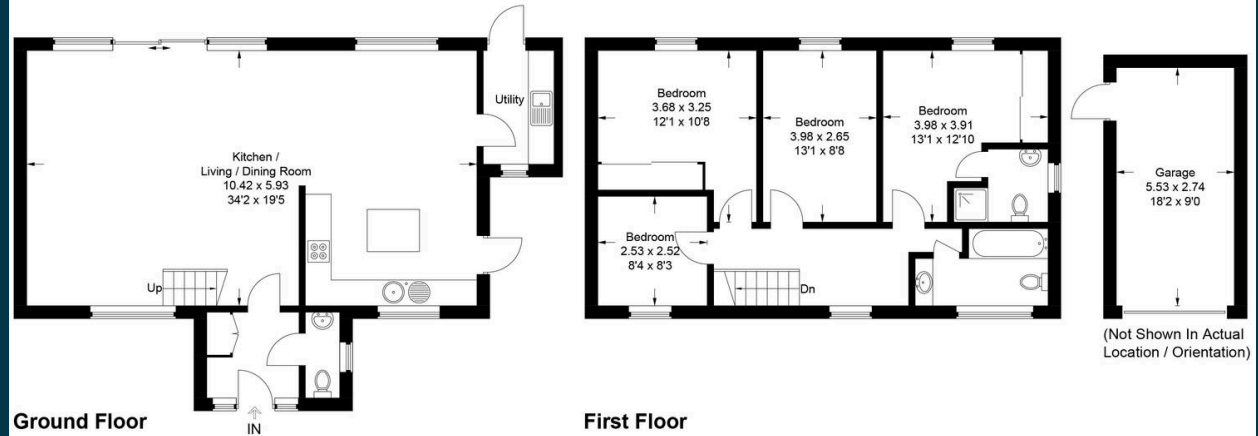 Utility
Kitchen /
Living / Dining Room
10.42 x 5.93
34'2 x 19'5
Up
IN
Ground Floor
Bedroom
3.68 x 3.25
12'1 x 10'8
Bedroom
3.98 x 2.65
13'1 x 8'8
Bedroom
3.98 x 3.91
13'1 x 12'10
Bedroom
2.53 x 2.52
8'4 x 8'3
Dn
First Floor
Garage
5.53 x 2.74
18'2 x 9'0
(Not Shown In Actual
Location / Orientation)